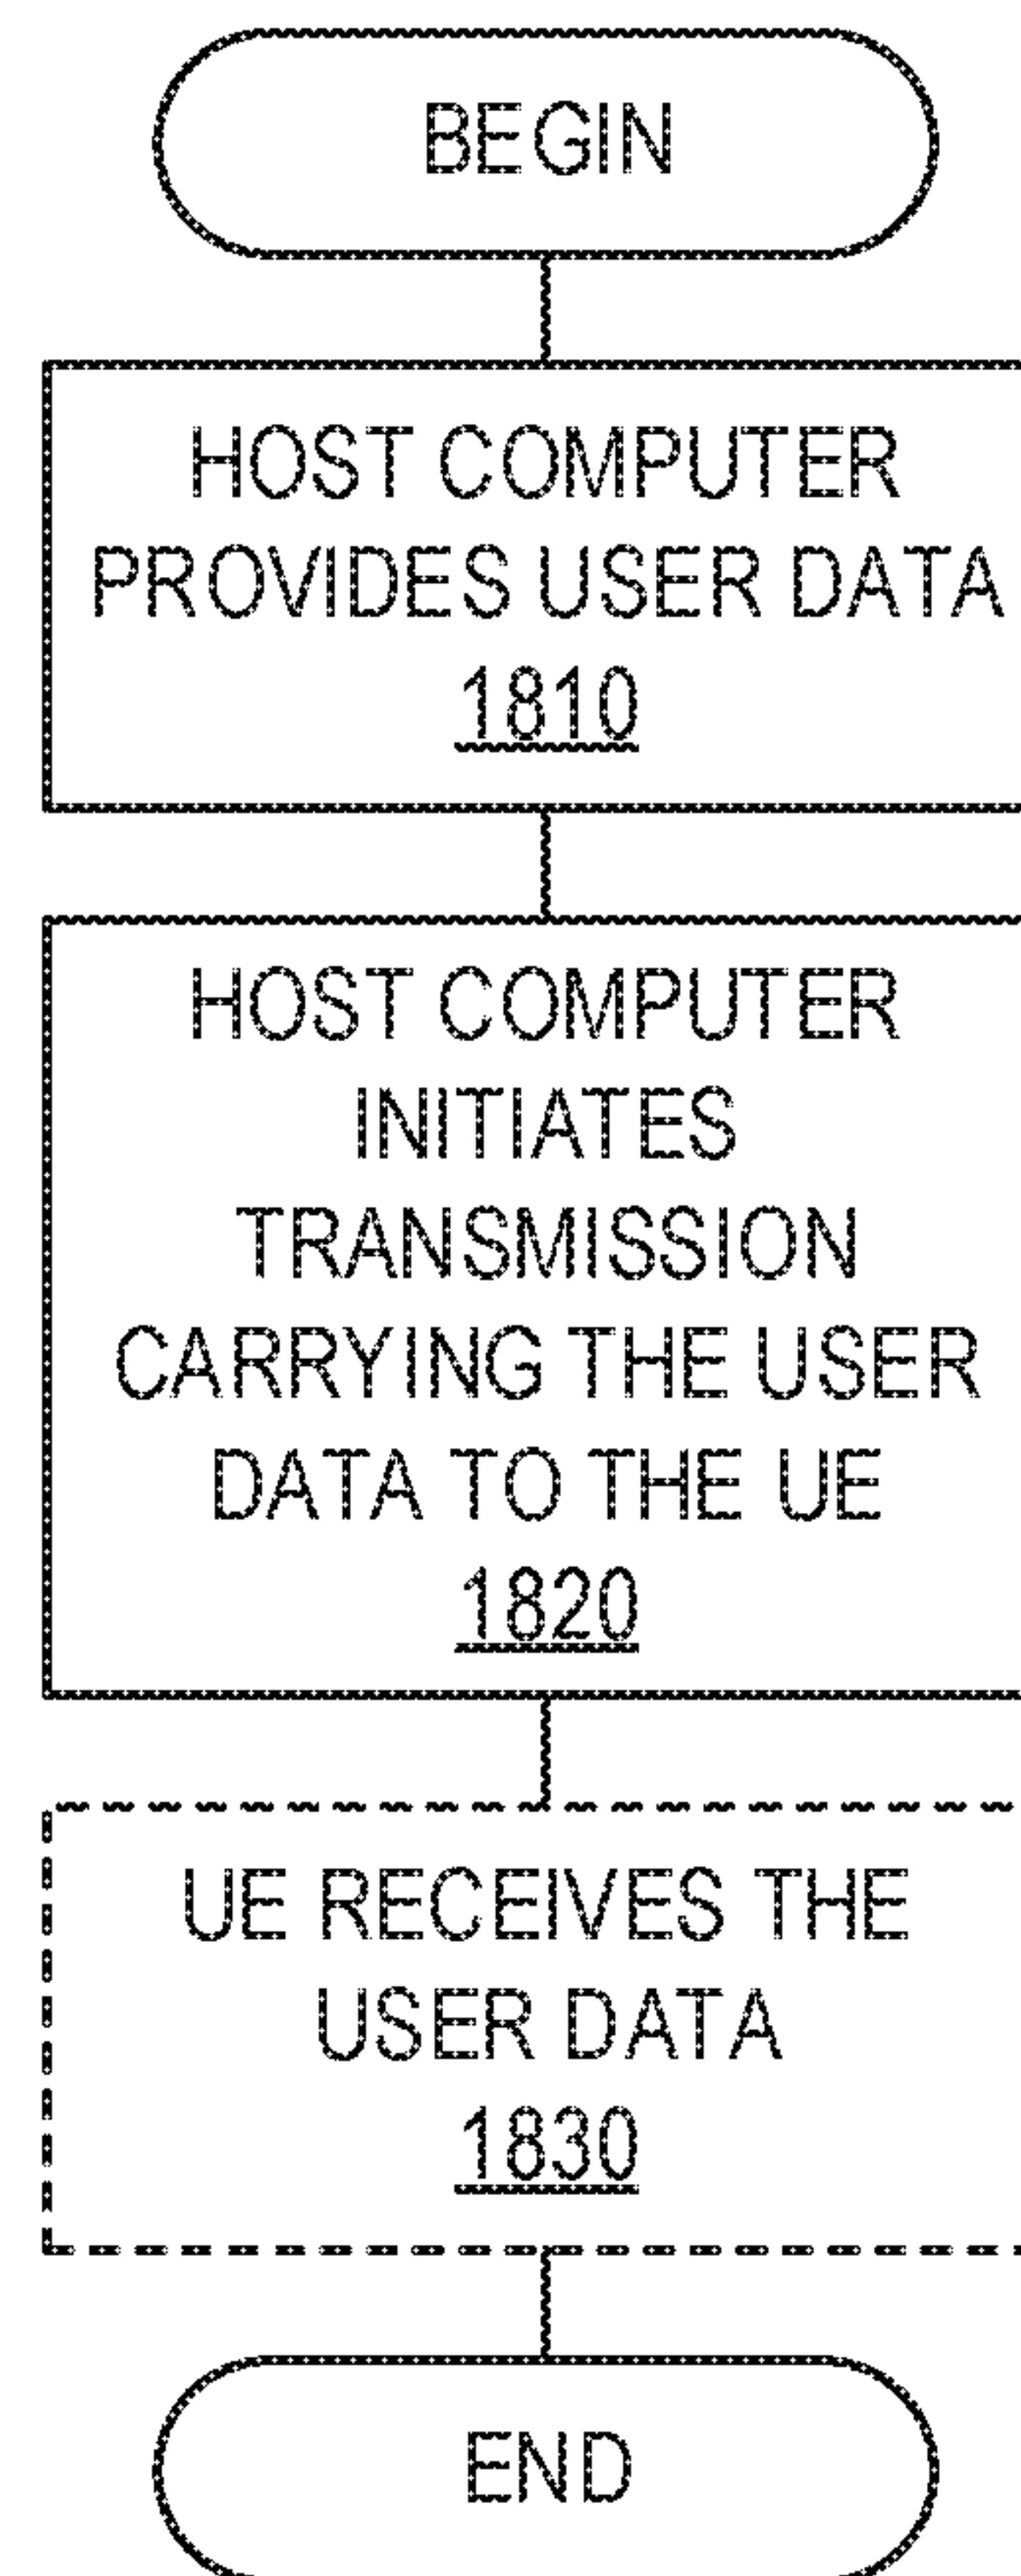 BEGIN
HOST COMPUTER
PROVIDES USER DATA
1810
HOST COMPUTER
INITIATES
TRANSMISSION
CARRYING THE USER
DATA TO THE UE
1820
UE RECEIVES THE
USER DATA
1830
END